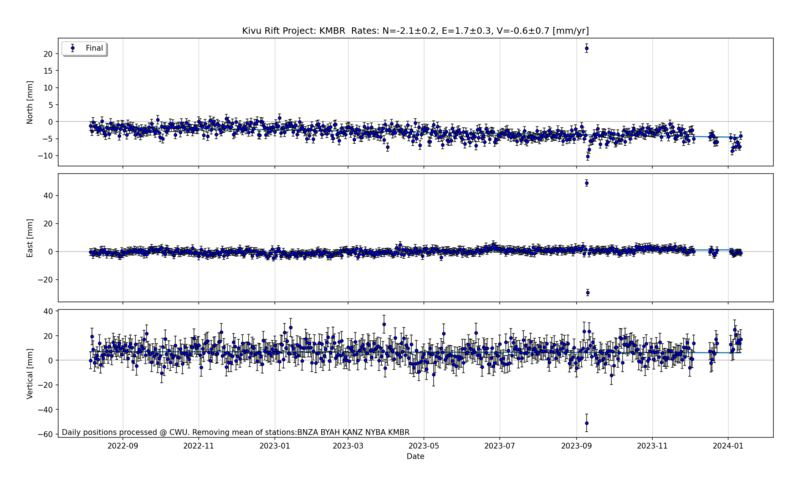 Kivu Rift Project: KMBR  Rates: N=-2.1±0.2, E=1.7±0.3, V=-0.6±0.7 [mm/yr]
Final
20
15
10
5
0
−5
−10
North [mm]
40
20
0
−20
East [mm]
40
20
0
−20
−40
−60
Vertical [mm]
Daily positions processed @ CWU. Removing mean of stations:BNZA BYAH KANZ NYBA KMBR
2022-09 2022-11 2023-01 2023-03 2023-05 2023-07 2023-09 2023-11 2024-01
Date